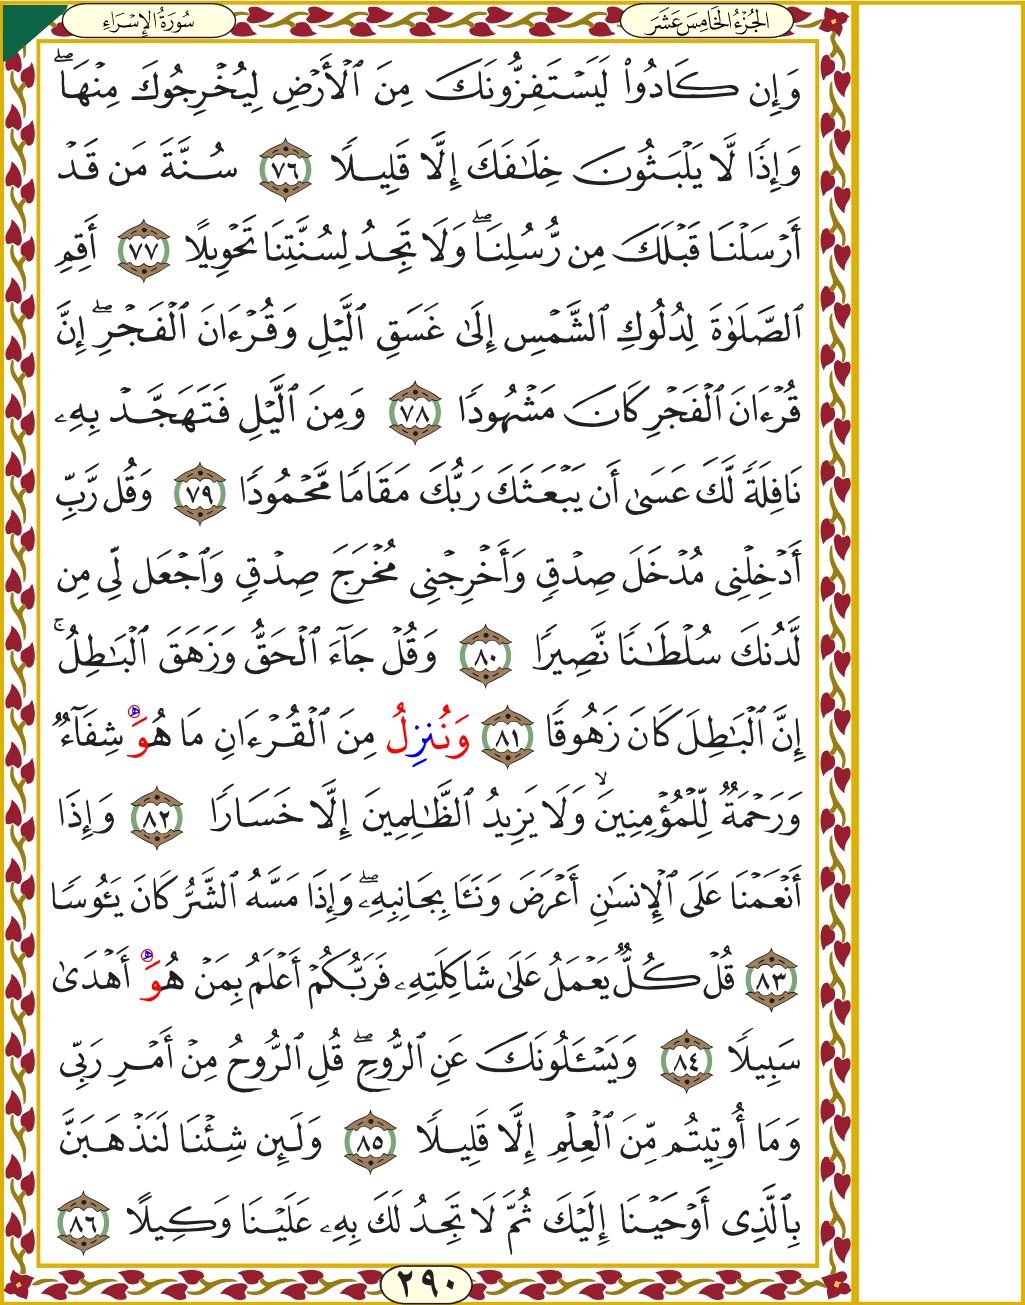 الجُزْءُ الخَامِسَ عَشَرَ
سُورَةُ الإِسْرَاءِ
وَإِن كَادُوا۟ لَيَسْتَفِزُّونَكَ مِنَ ٱلْأَرْضِ لِيُخْرِجُوكَ مِنْهَا ۖ
وَإِذًا لَّا يَلْبَثُونَ خِلَـٰفَكَ إِلَّا قَلِيلًا ٧٦ سُنَّةَ مَن قَدْ
أَرْسَلْنَا قَبْلَكَ مِن رُّسُلِنَا ۖ وَلَا تَجِدُ لِسُنَّتِنَا تَحْوِيلًا ٧٧ أَقِمِ
ٱلصَّلَوٰةَ لِدُلُوكِ ٱلشَّمْسِ إِلَىٰ غَسَقِ ٱلَّيْلِ وَقُرْءَانَ ٱلْفَجْرِ ۖ إِنَّ
قُرْءَانَ ٱلْفَجْرِ كَانَ مَشْهُودًا ٧٨ وَمِنَ ٱلَّيْلِ فَتَهَجَّدْ بِهِۦ
نَافِلَةً لَّكَ عَسَىٰ أَن يَبْعَثَكَ رَبُّكَ مَقَامًا مَّحْمُودًا ٧٩ وَقُل رَّبِّ
أَدْخِلْنِى مُدْخَلَ صِدْقٍ وَأَخْرِجْنِى مُخْرَجَ صِدْقٍ وَٱجْعَل لِّى مِن
لَّدُنكَ سُلْطَـٰنًا نَّصِيرًا ٨٠ وَقُلْ جَآءَ ٱلْحَقُّ وَزَهَقَ ٱلْبَـٰطِلُ ۚ
إِنَّ ٱلْبَـٰطِلَ كَانَ زَهُوقًا ٨١ وَنُنزِلُ مِنَ ٱلْقُرْءَانِ مَا هُوَ شِفَآءٌ
وَرَحْمَةٌ لِّلْمُؤْمِنِينَ ۙ وَلَا يَزِيدُ ٱلظَّـٰلِمِينَ إِلَّا خَسَارًا ٨٢ وَإِذَا
أَنْعَمْنَا عَلَى ٱلْإِنسَـٰنِ أَعْرَضَ وَنَـَٔا بِجَانِبِهِۦ ۖ وَإِذَا مَسَّهُ ٱلشَّرُّ كَانَ يَـُٔوسًا
٨٣ قُلْ كُلٌّ يَعْمَلُ عَلَىٰ شَاكِلَتِهِۦ فَرَبُّكُمْ أَعْلَمُ بِمَنْ هُوَ أَهْدَىٰ
سَبِيلًا ٨٤ وَيَسْـَٔلُونَكَ عَنِ ٱلرُّوحِ ۖ قُلِ ٱلرُّوحُ مِنْ أَمْرِ رَبِّى
وَمَآ أُوتِيتُم مِّنَ ٱلْعِلْمِ إِلَّا قَلِيلًا ٨٥ وَلَئِن شِئْنَا لَنَذْهَبَنَّ
بِٱلَّذِىٓ أَوْحَيْنَآ إِلَيْكَ ثُمَّ لَا تَجِدُ لَكَ بِهِۦ عَلَيْنَا وَكِيلًا ٨٦
٢٩٠